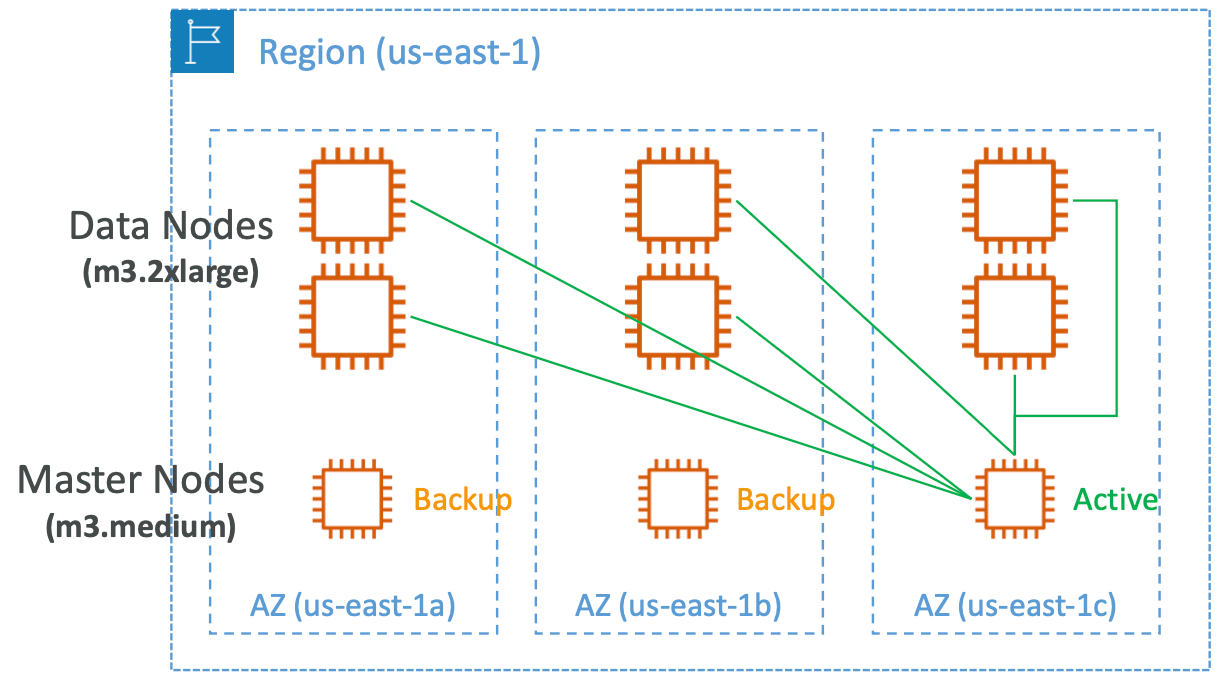 Region (us-east-1)
Data Nodes
(m3.2xlarge)
Master Nodes
(m3.medium)
Backup
Backup
Active
AZ (us-east-1a)
AZ (us-east-1b)
AZ (us-east-1c)